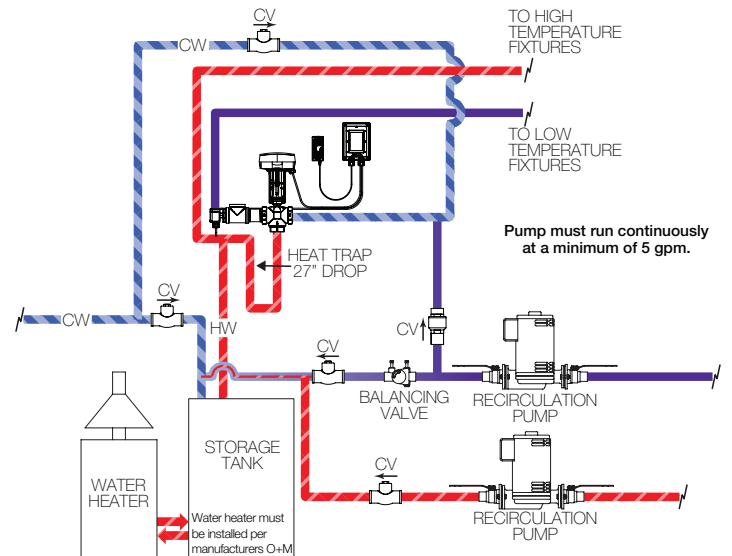 CV
CW
TO HIGH
TEMPERATURE
FIXTURES
TO LOW
TEMPERATURE
FIXTURES
Pump must run continuously
at a minimum of 5 gpm.
HEAT TRAP
27" DROP
CV
CW
HW
CV
CV
BALANCING
VALVE
RECIRCULATION
PUMP
STORAGE
TANK
WATER
HEATER
CV
Water heater must
be installed per
manufacturers O+M
RECIRCULATION
PUMP